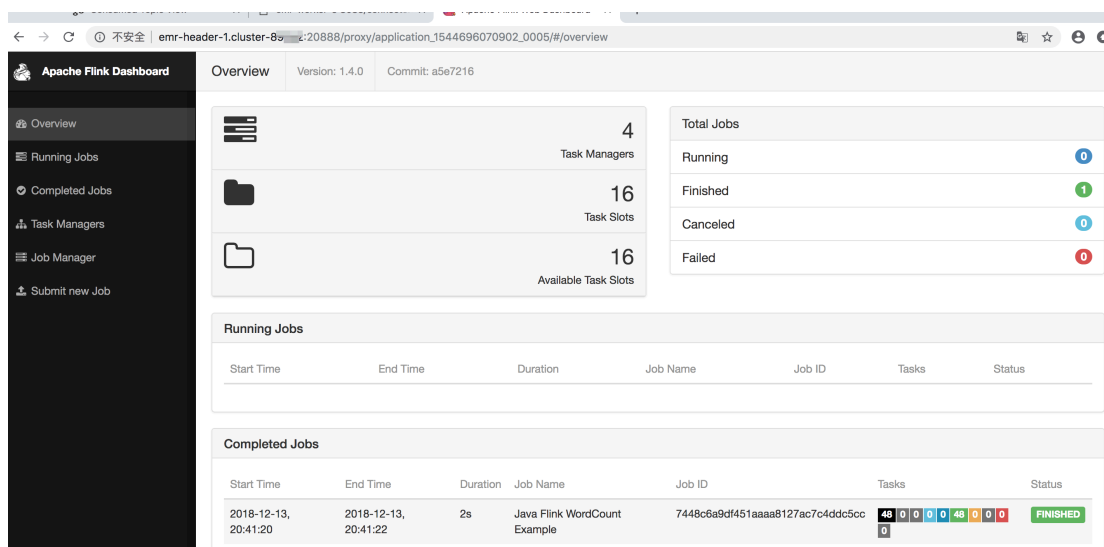 emr-header-1.cluster-89
:20888/proxy/application_1544696070902_0005/#/overview
不安全
Apache Flink Dashboard
Overview
Version: 1.4.0
Commit: a5e7216
Overview
Running Jobs
Completed Jobs
Task Managers
Job Manager
Submit new Job
4
Task Managers
16
Task Slots
16
Available Task Slots
Total Jobs
Running 0
Finished 1
Canceled 0
Failed 0
Running Jobs
Start Time End Time Duration Job Name Job ID Tasks Status
Completed Jobs
Start Time End Time Duration Job Name Job ID Tasks Status
2018-12-13, 2018-12-13, 2s Java Flink WordCount 7448c6a9df451aaaa8127ac7c4ddc5cc 48 0 0 0 0 48 0 0 0 FINISHED
20:41:20 20:41:22 Example 0